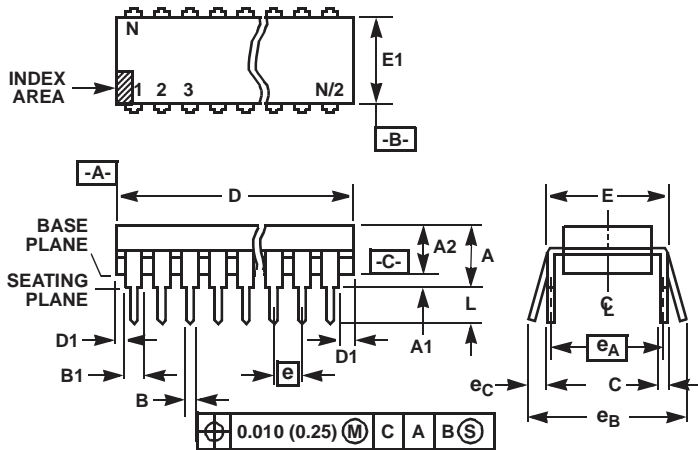 N
INDEX
AREA
1 2 3 N/2
E1
-B-
-A-
D
E
BASE
PLANE
A2
A
-C-
SEATING
PLANE
L
C
L
D1
B1
B
e
D1
A1
eA
eC
C
eB
0.010 (0.25) M C A B S